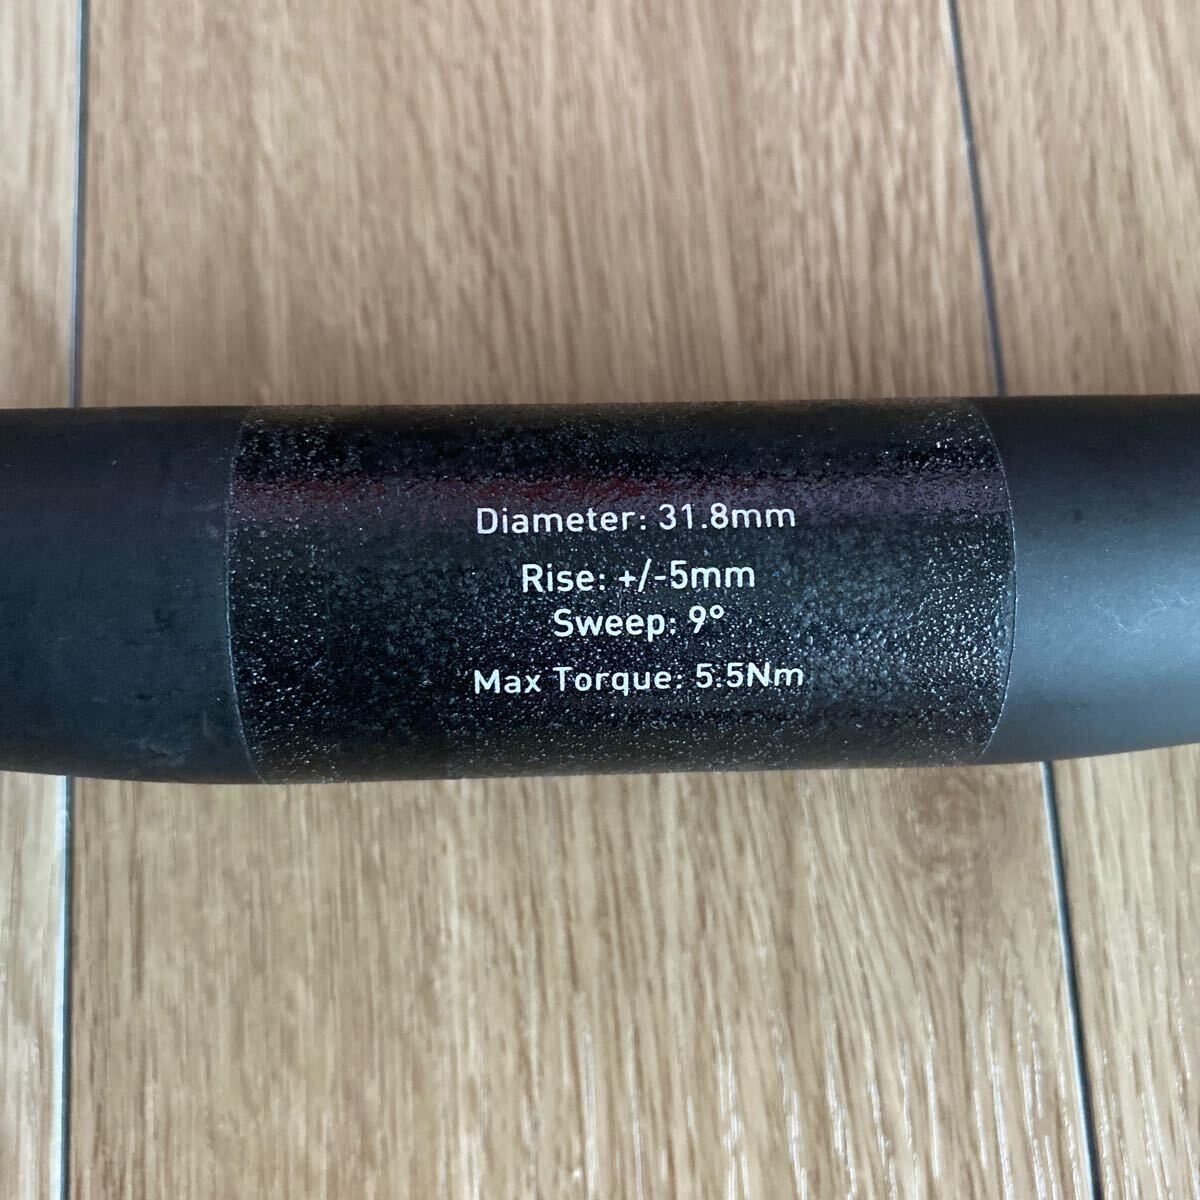 Diameter: 31.8mm
Rise: +/-5mm
Sweep: 9°
Max Torque: 5.5Nm